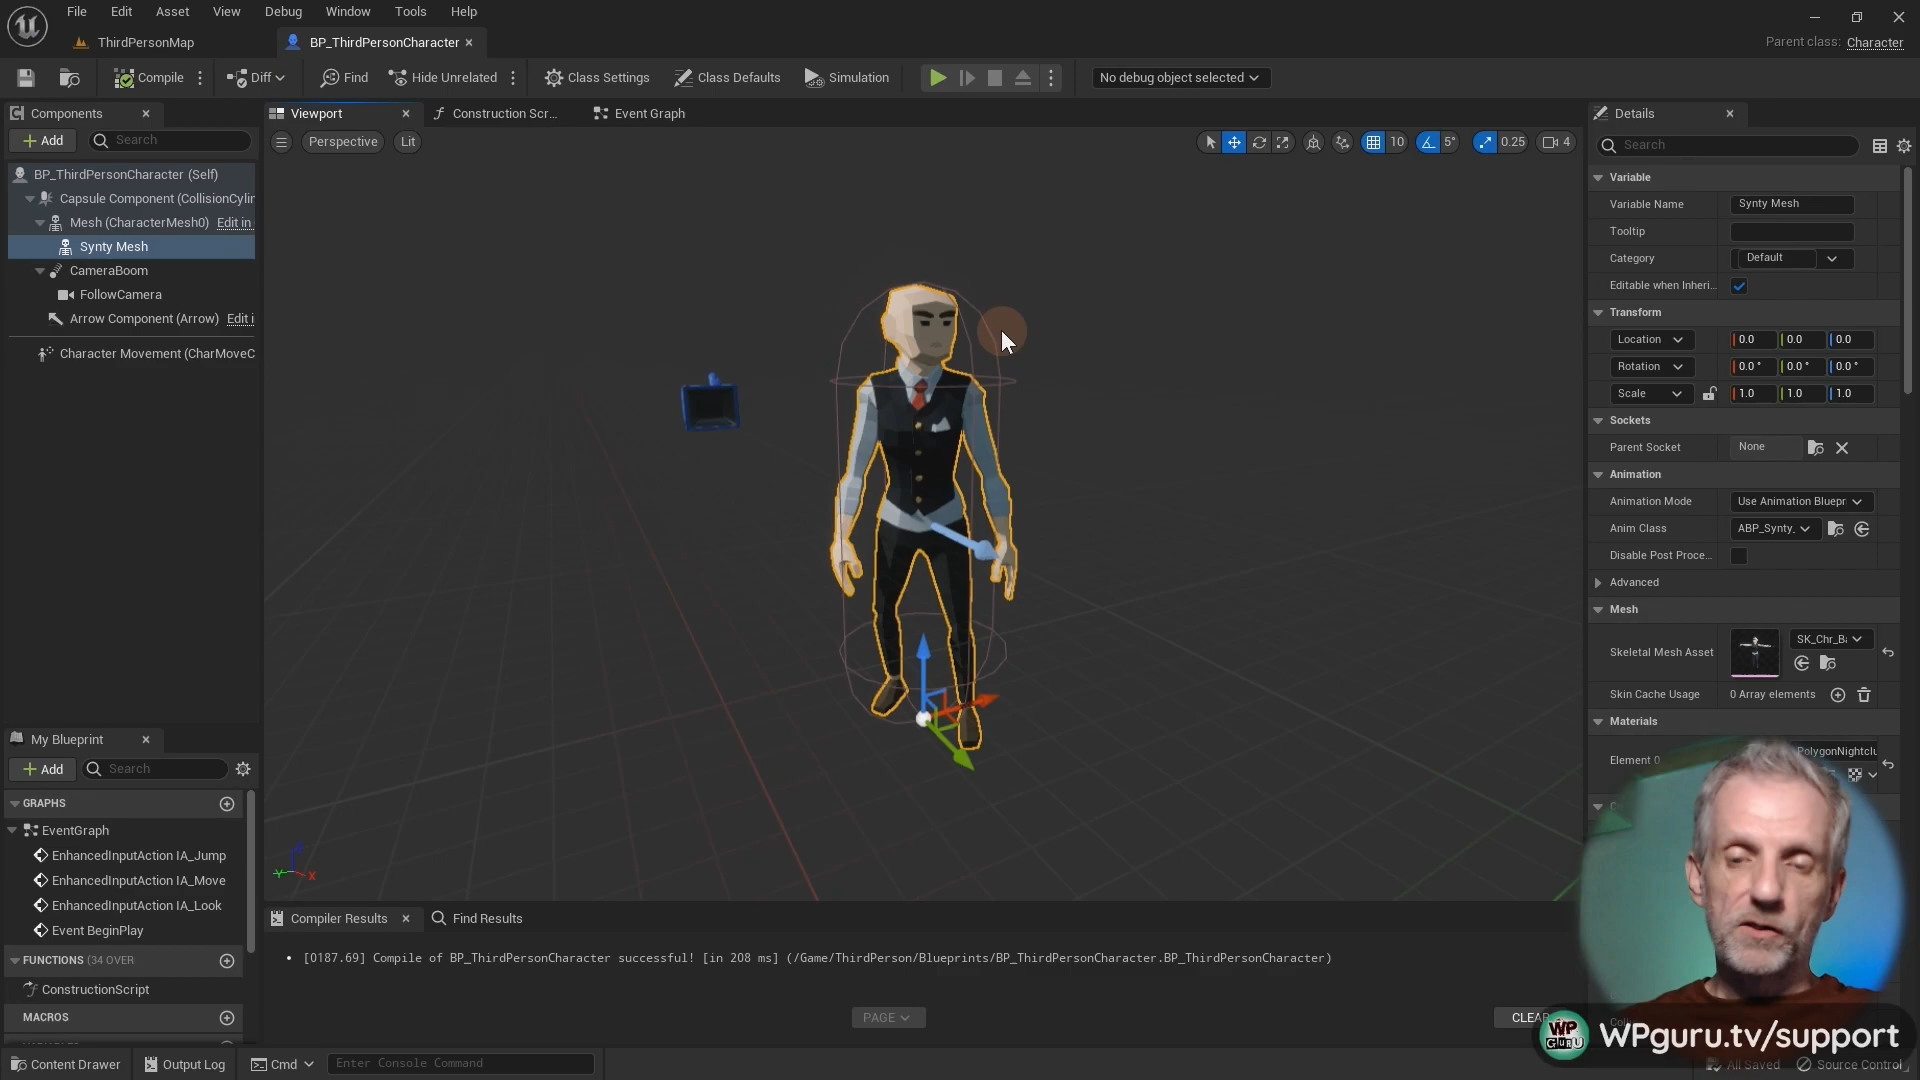 File Edit Asset View Debug Window Tools Help
ThirdPersonMap
BP_ThirdPersonCharacter
Parent class: Character
Compile
Diff
Find
Hide Unrelated
Class Settings
Class Defaults
Simulation
No debug object selected
Components
Add
Search
BP_ThirdPersonCharacter (Self)
Capsule Component (CollisionCylin
Mesh (CharacterMesh0) Edit in
Synty Mesh
CameraBoom
FollowCamera
Arrow Component (Arrow) Edit i
Character Movement (CharMoveC
My Blueprint
Add
Search
GRAPHS
EventGraph
EnhancedInputAction IA_Jump
EnhancedInputAction IA_Move
EnhancedInputAction IA_Look
Event BeginPlay
FUNCTIONS (34 OVER
ConstructionScript
MACROS
Viewport
Construction Scr...
Event Graph
Perspective
Lit
10
5°
0.25
4
Z
Y
X
Compiler Results
Find Results
[0187.69] Compile of BP_ThirdPersonCharacter successful! [in 208 ms] (/Game/ThirdPerson/Blueprints/BP_ThirdPersonCharacter.BP_ThirdPersonCharacter)
PAGE
CLEAR
Details
Search
Variable
Variable Name Synty Mesh
Tooltip
Category Default
Editable when Inheri...
Transform
Location 0.0 0.0 0.0
Rotation 0.0° 0.0° 0.0°
Scale 1.0 1.0 1.0
Sockets
Parent Socket None
Animation
Animation Mode Use Animation Bluepr
Anim Class ABP_Synty_
Disable Post Proce...
Advanced
Mesh
Skeletal Mesh Asset SK_Chr_Ba
Skin Cache Usage 0 Array elements
Materials
Element 0 PolygonNightclu
WP GURU
WPguru.tv/support
Content Drawer
Output Log
Cmd
Enter Console Command
All Saved
Source Control